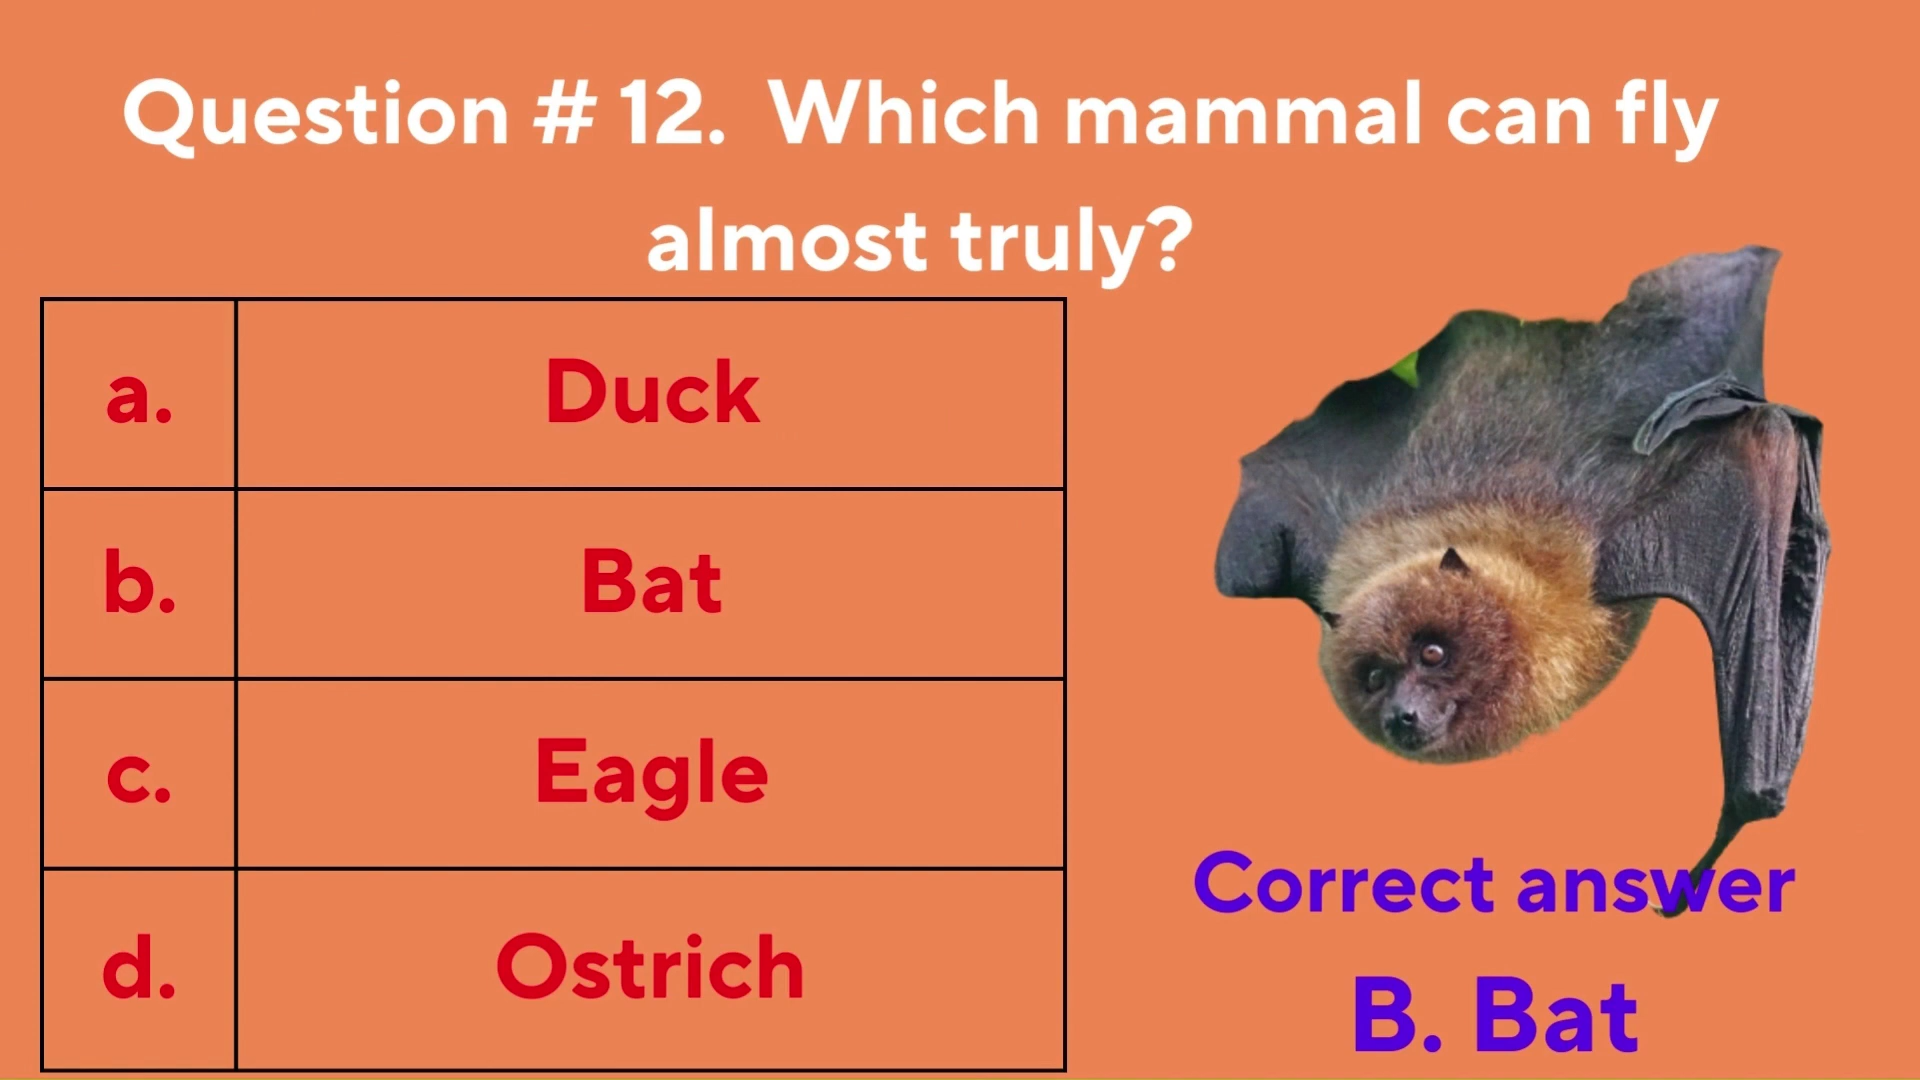 Question # 12. Which mammal can fly
almost truly?
a. Duck
b. Bat
c. Eagle
d. Ostrich
Correct answer
B. Bat